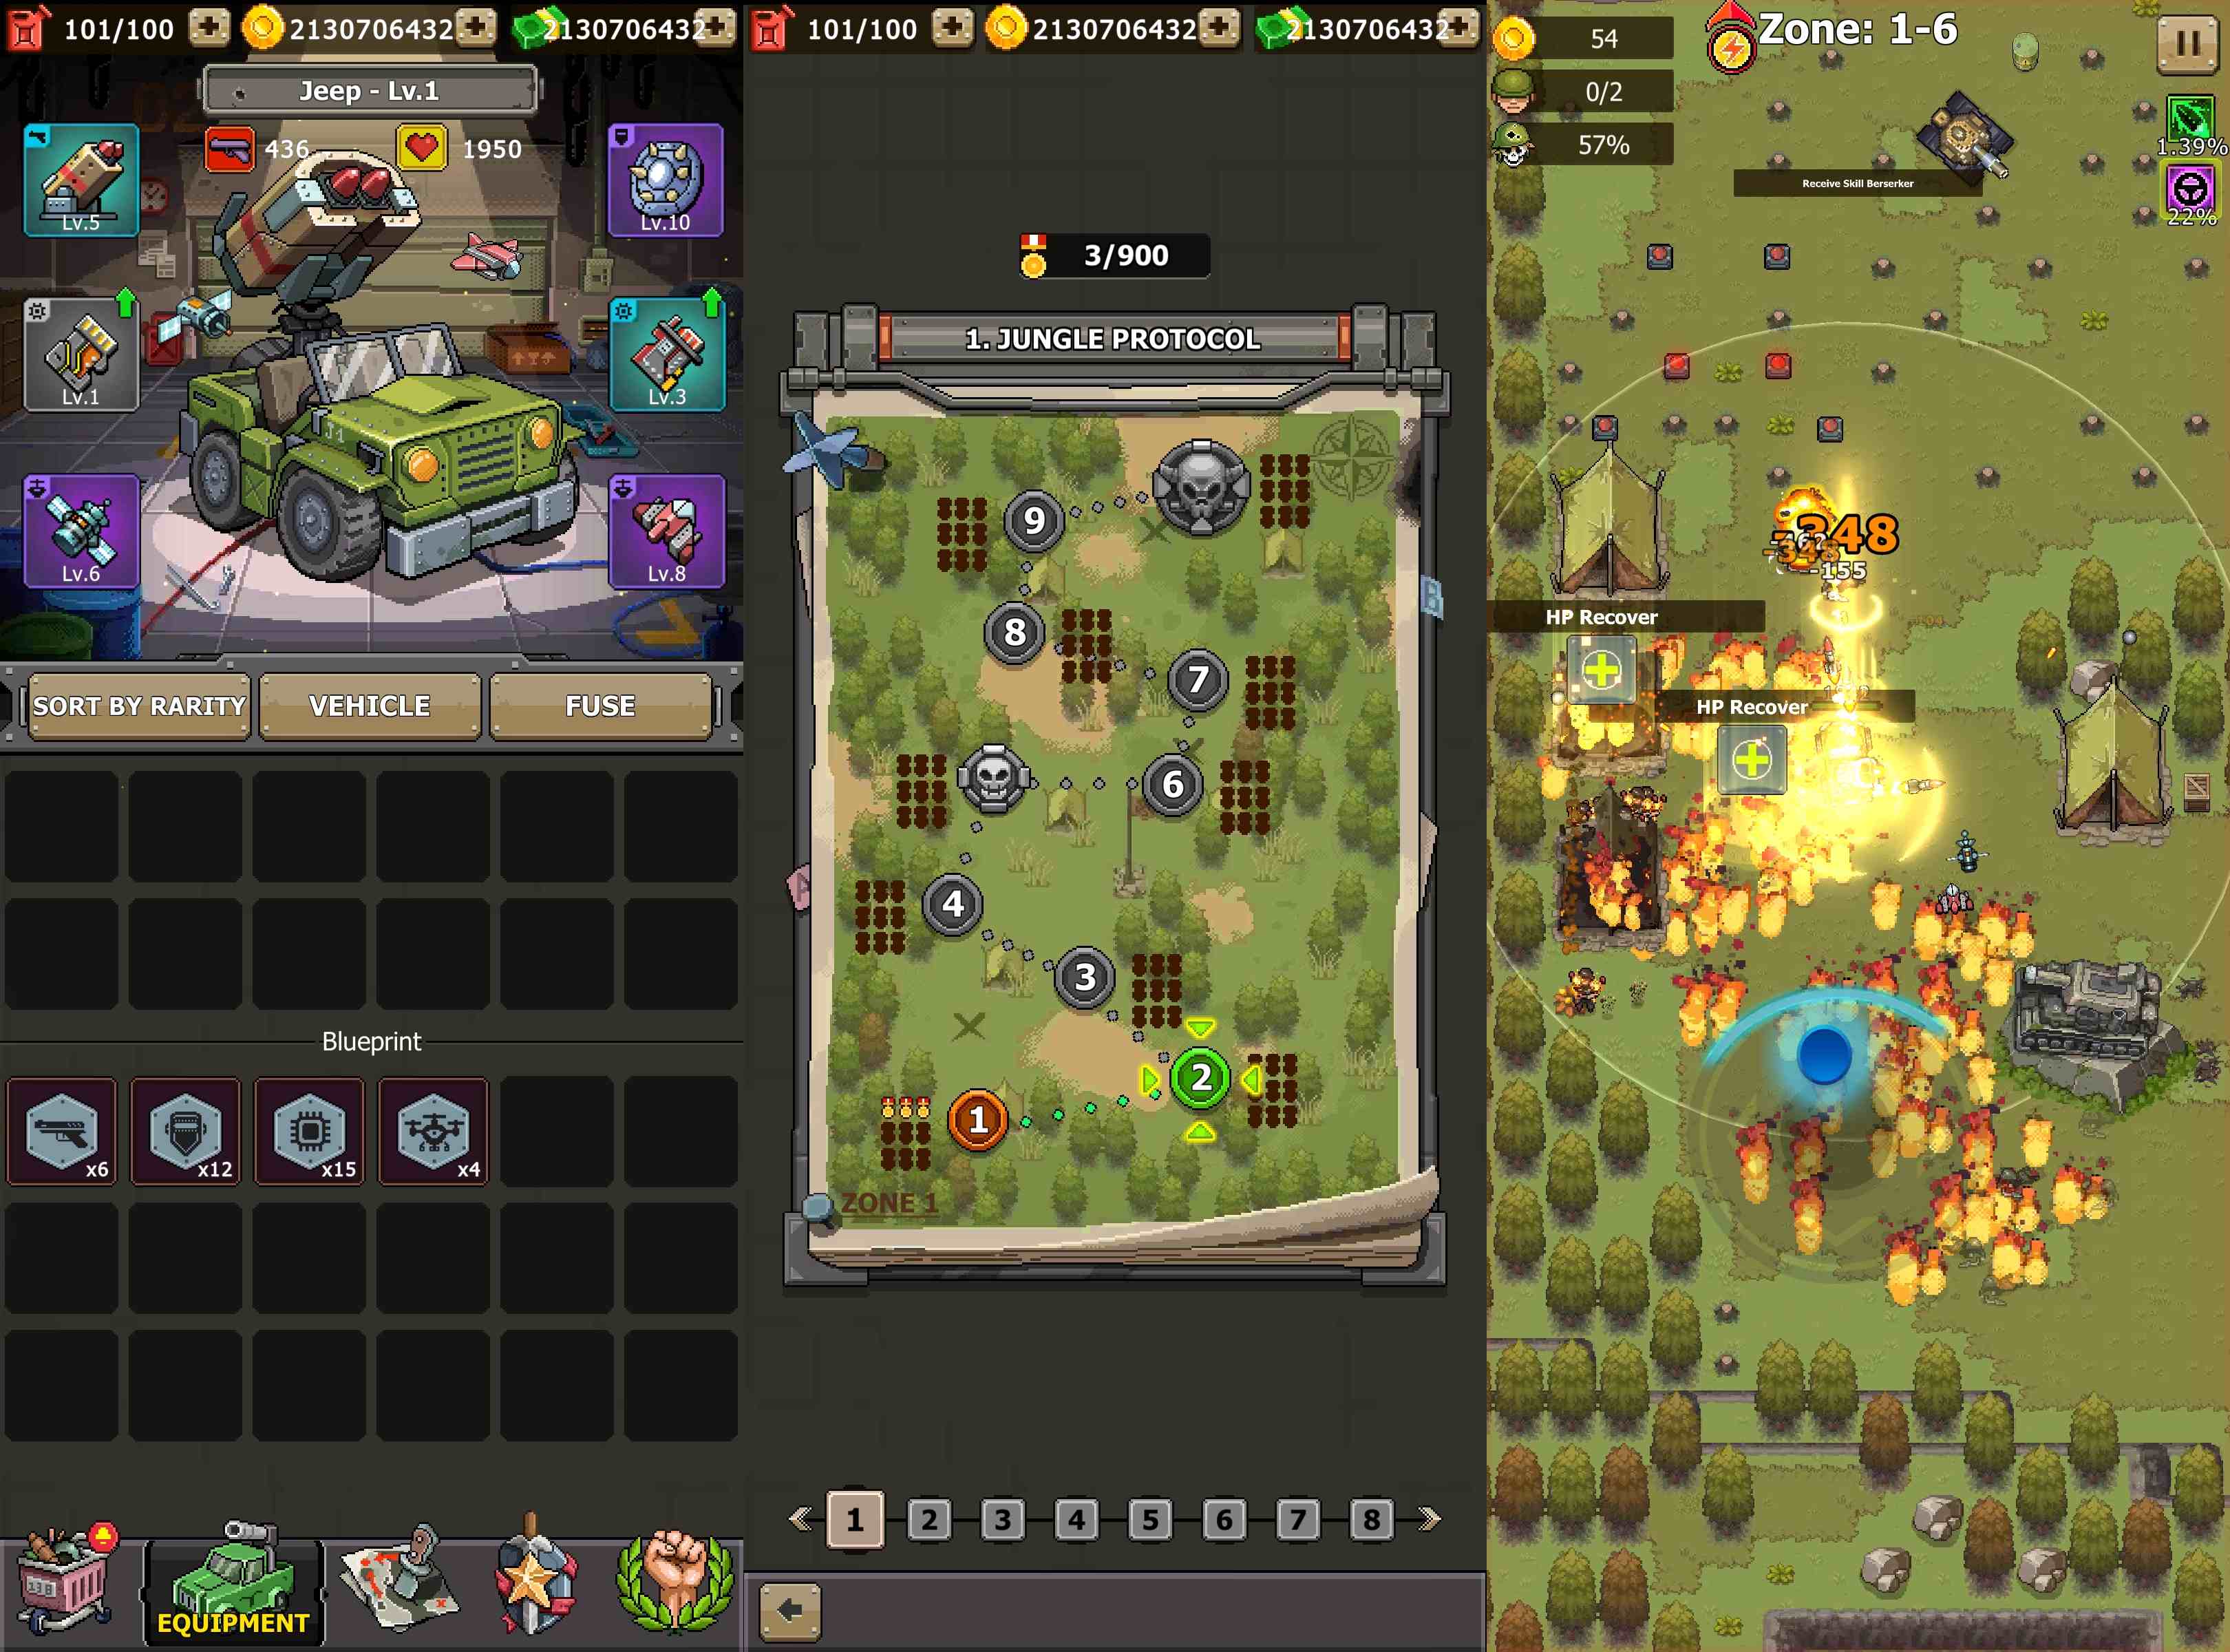 101/100
2130706432
2130706432
Jeep - Lv.1
436
1950
Lv.5
Lv.10
Lv.1
Lv.3
J1
Lv.6
Lv.8
SORT BY RARITY
VEHICLE
FUSE
Blueprint
x6
x12
x15
x4
EQUIPMENT
101/100
2130706432
2130706432
3/900
1. JUNGLE PROTOCOL
9
8
7
B
6
4
A
3
2
1
ZONE 1
1
2
3
4
5
6
7
8
54
Zone: 1-6
0/2
57%
1.39%
Receive Skill Berserker
22%
348
-348
-155
HP Recover
HP Recover